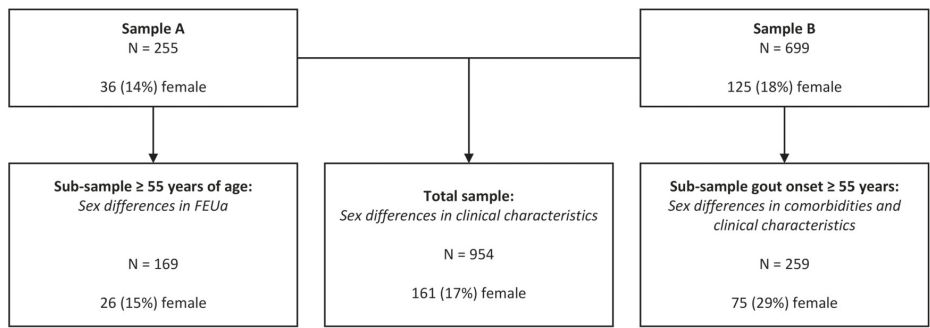 Sample A
N = 255
36 (14%) female
Sample B
N = 699
125 (18%) female
Sub-sample ≥ 55 years of age:
Sex differences in FEUa
N = 169
26 (15%) female
Total sample:
Sex differences in clinical characteristics
N = 954
161 (17%) female
Sub-sample gout onset ≥ 55 years:
Sex differences in comorbidities and
clinical characteristics
N = 259
75 (29%) female